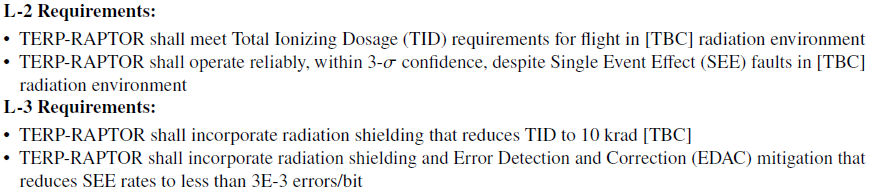 L-2 Requirements:
• TERP-RAPTOR shall meet Total Ionizing Dosage (TID) requirements for flight in [TBC] radiation environment
• TERP-RAPTOR shall operate reliably, within 3-σ confidence, despite Single Event Effect (SEE) faults in [TBC]
radiation environment
L-3 Requirements:
• TERP-RAPTOR shall incorporate radiation shielding that reduces TID to 10 krad [TBC]
• TERP-RAPTOR shall incorporate radiation shielding and Error Detection and Correction (EDAC) mitigation that
reduces SEE rates to less than 3E-3 errors/bit